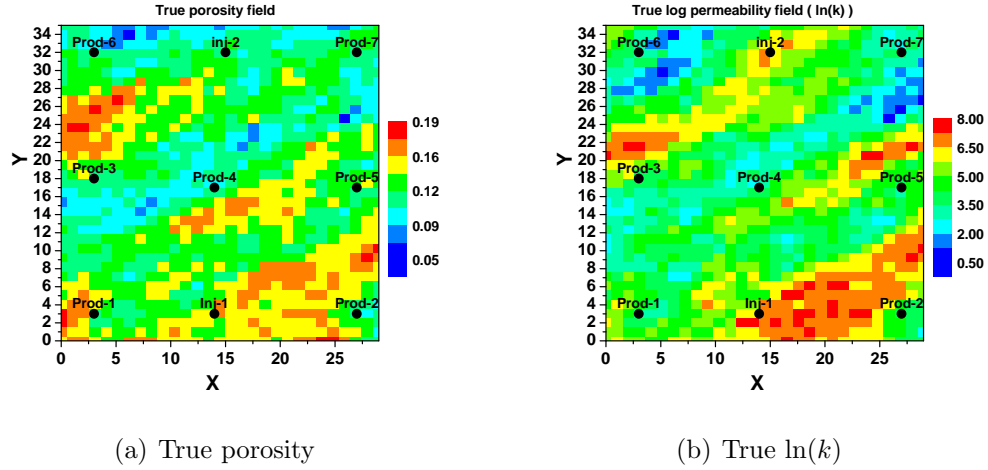 True porosity field
34
32
30
28
26
24
22
20
18
16
14
12
10
8
6
4
2
0
Y
Prod-6
inj-2
Prod-7
Prod-3
Prod-4
Prod-5
Prod-1
Inj-1
Prod-2
0 5 10 15 20 25
X
0.19
0.16
0.12
0.09
0.05
(a) True porosity
True log permeability field ( ln(k) )
34
32
30
28
26
24
22
20
18
16
14
12
10
8
6
4
2
0
Y
Prod-6
inj-2
Prod-7
Prod-3
Prod-4
Prod-5
Prod-1
Inj-1
Prod-2
0 5 10 15 20 25
X
8.00
6.50
5.00
3.50
2.00
0.50
(b) True ln(k)